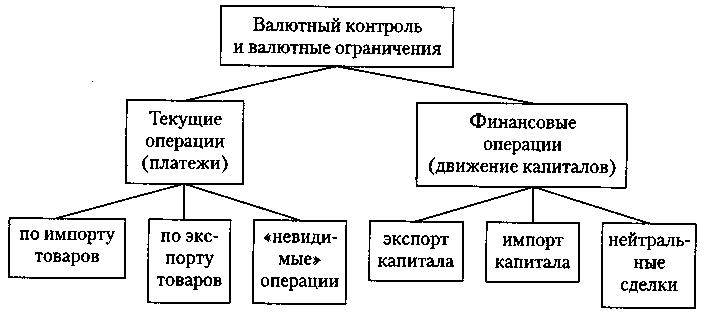 Валютный контроль
и валютные ограничения
Текущие
операции
(платежи)
Финансовые
операции
(движение капиталов)
по импорту
товаров
по экс-
порту
товаров
«невиди-
мые»
операции
экспорт
капитала
импорт
капитала
нейтраль-
ные
сделки